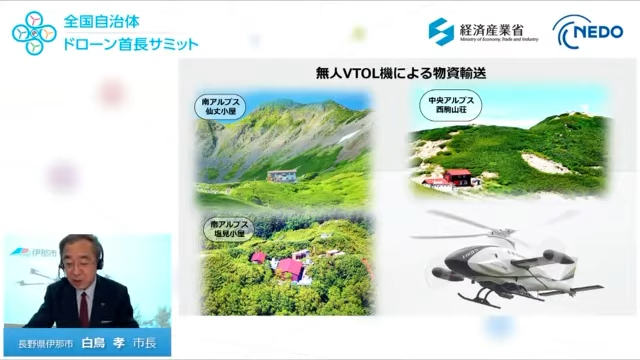 全国自治体
ドローン首長サミット
経済産業省
Ministry of Economy, Trade and Industry
NEDO
無人VTOL機による物資輸送
南アルプス
仙丈小屋
中央アルプス
西駒山荘
南アルプス
塩見小屋
伊那市
長野県伊那市 白鳥 孝 市長